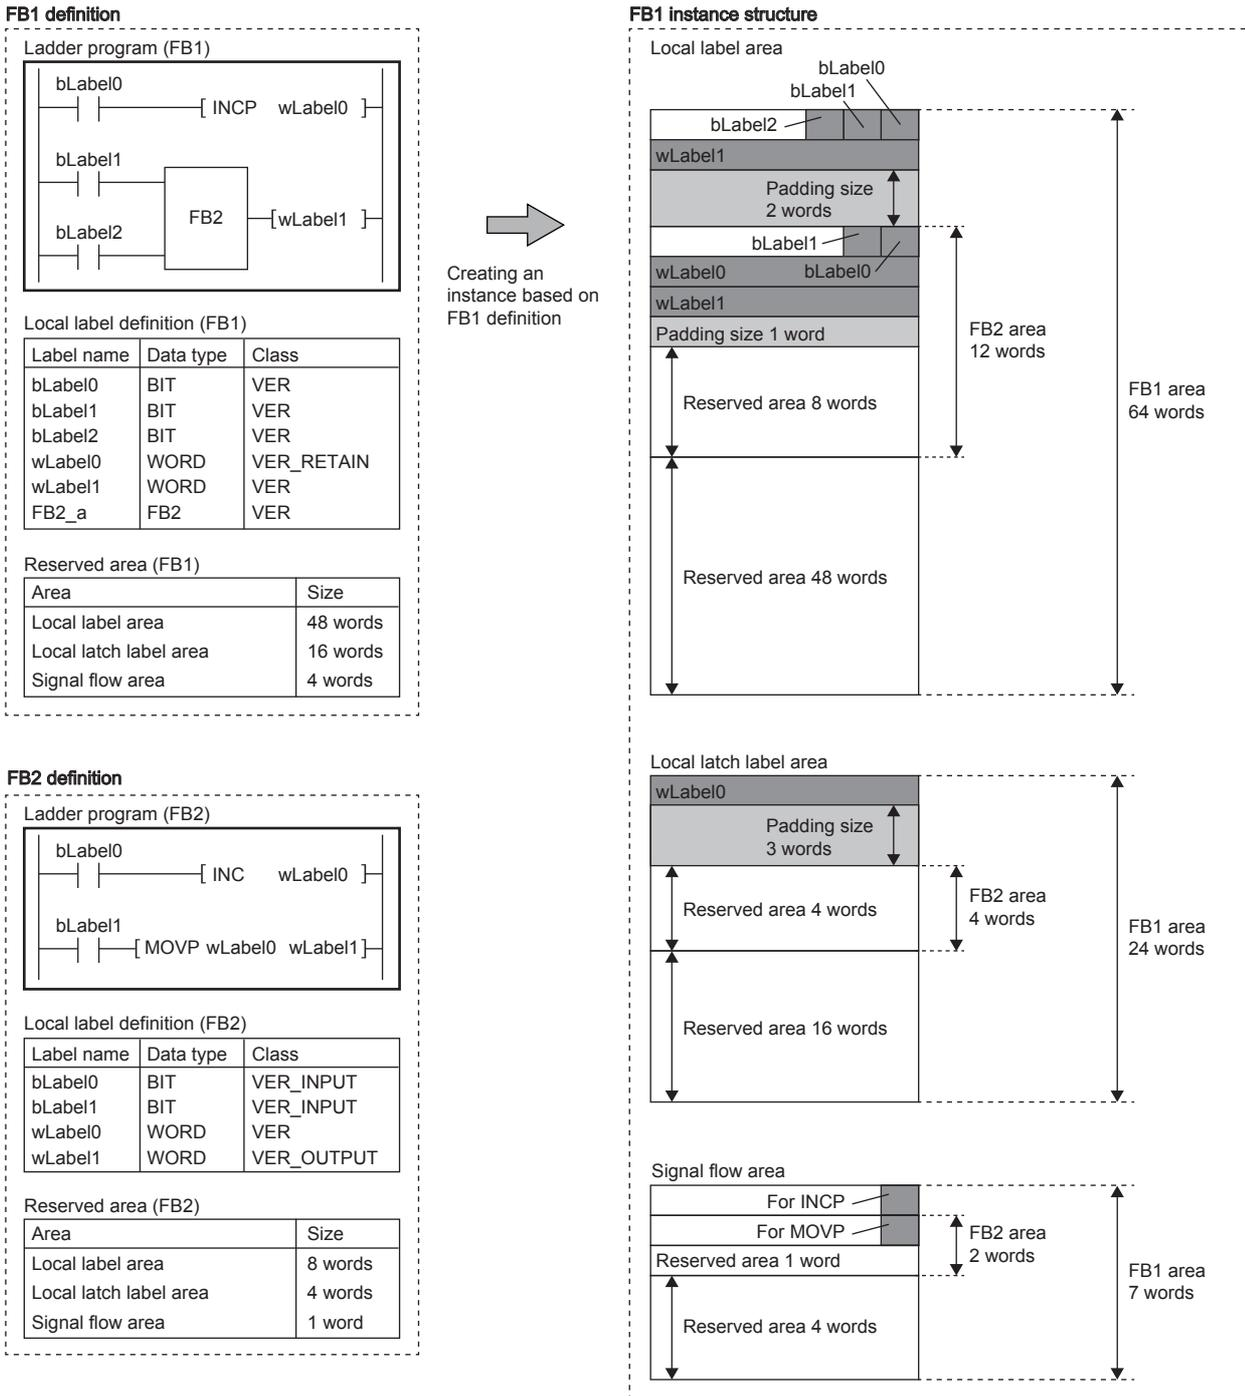 FB1 definition
Ladder program (FB1)
bLabel0
[ INCP wLabel0 ]
bLabel1
FB2
[wLabel1 ]
bLabel2
Local label definition (FB1)
Label name Data type Class
bLabel0 BIT VER
bLabel1 BIT VER
bLabel2 BIT VER
wLabel0 WORD VER_RETAIN
wLabel1 WORD VER
FB2_a FB2 VER
Reserved area (FB1)
Area Size
Local label area 48 words
Local latch label area 16 words
Signal flow area 4 words
FB2 definition
Ladder program (FB2)
bLabel0
[ INC wLabel0 ]
bLabel1
[ MOVP wLabel0 wLabel1]
Local label definition (FB2)
Label name Data type Class
bLabel0 BIT VER_INPUT
bLabel1 BIT VER_INPUT
wLabel0 WORD VER
wLabel1 WORD VER_OUTPUT
Reserved area (FB2)
Area Size
Local label area 8 words
Local latch label area 4 words
Signal flow area 1 word
Creating an
instance based on
FB1 definition
FB1 instance structure
Local label area
bLabel0
bLabel1
bLabel2
wLabel1
Padding size
2 words
bLabel1
wLabel0 bLabel0
wLabel1
Padding size 1 word
Reserved area 8 words
FB2 area
12 words
Reserved area 48 words
FB1 area
64 words
Local latch label area
wLabel0
Padding size
3 words
Reserved area 4 words
FB2 area
4 words
Reserved area 16 words
FB1 area
24 words
Signal flow area
For INCP
For MOVP
Reserved area 1 word
FB2 area
2 words
Reserved area 4 words
FB1 area
7 words